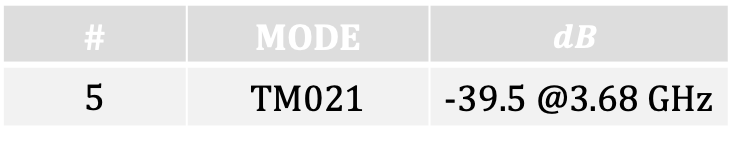 # MODE dB
5 TM021 -39.5 @3.68 GHz